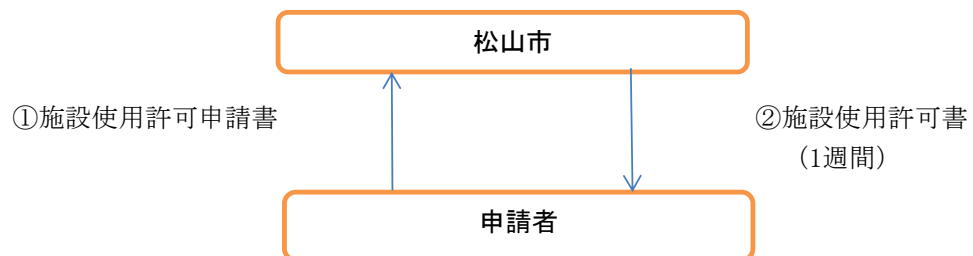 松山市
①施設使用許可申請書
②施設使用許可書
（1週間）
申請者